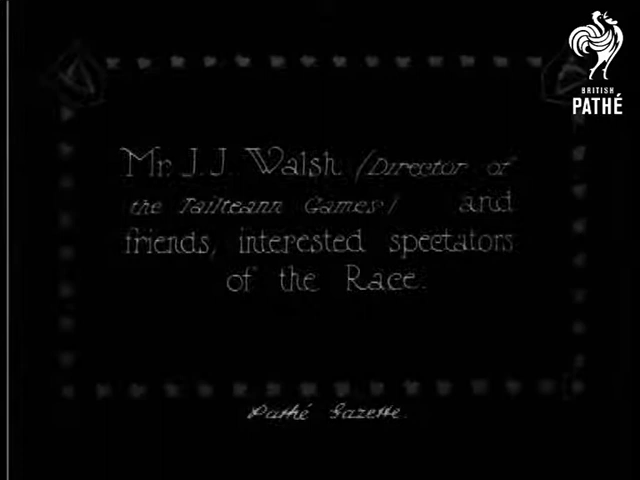 BRITISH
PATHÉ
Mr. J. J. Walsh (Director of
the Tailteann Games) and
friends, interested spectators
of the Race.
Pathé Gazette.